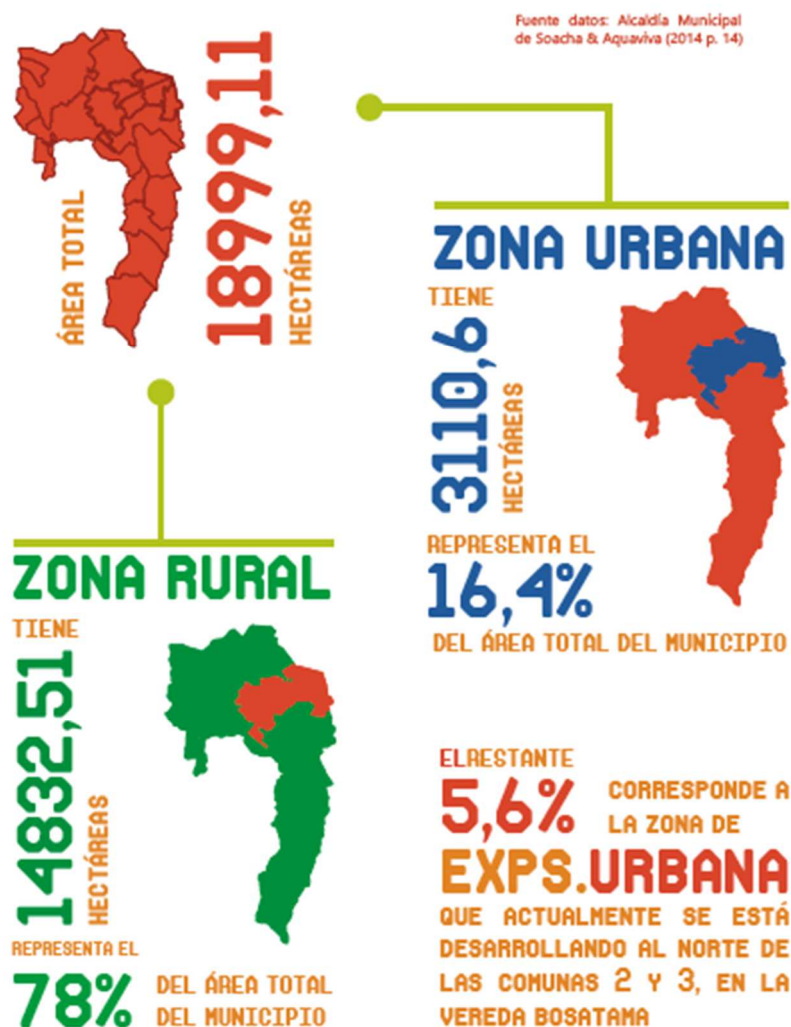 Fuente datos: Alcaldía Municipal
de Soacha & Aquaviva (2014 p. 14)
ÁREA TOTAL
18999,11
HECTÁREAS
ZONA URBANA
TIENE
3110,6
HECTÁREAS
REPRESENTA EL
16,4%
DEL ÁREA TOTAL DEL MUNICIPIO
ZONA RURAL
TIENE
14832,51
HECTÁREAS
REPRESENTA EL
78% DEL ÁREA TOTAL
DEL MUNICIPIO
ELRESTANTE
5,6% CORRESPONDE A
LA ZONA DE
EXPS.URBANA
QUE ACTUALMENTE SE ESTÁ
DESARROLLANDO AL NORTE DE
LAS COMUNAS 2 Y 3, EN LA
VEREDA BOSATAMA